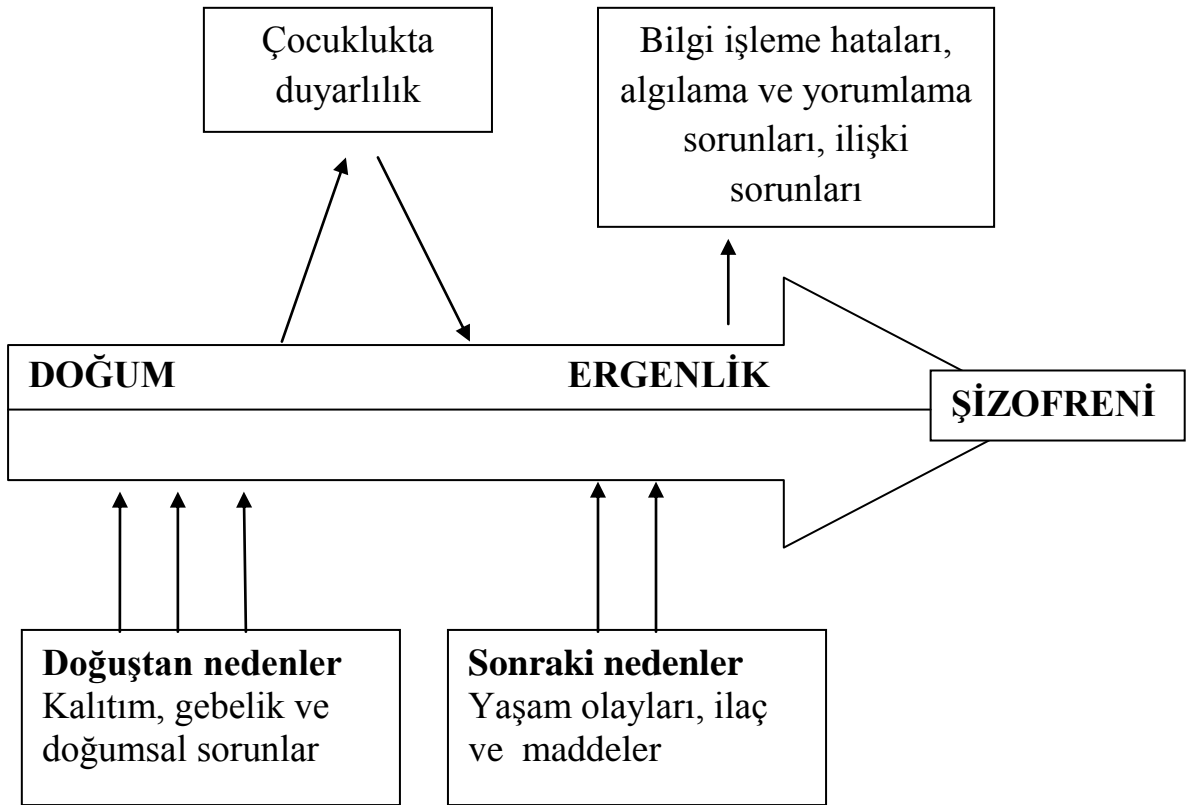 Çocuklukta
duyarlılık
Bilgi işleme hataları,
algılama ve yorumlama
sorunları, ilişki
sorunları
DOĞUM
ERGENLİK
ŞİZOFRENİ
Doğuştan nedenler
Kalıtım, gebelik ve
doğumsal sorunlar
Sonraki nedenler
Yaşam olayları, ilaç
ve maddeler